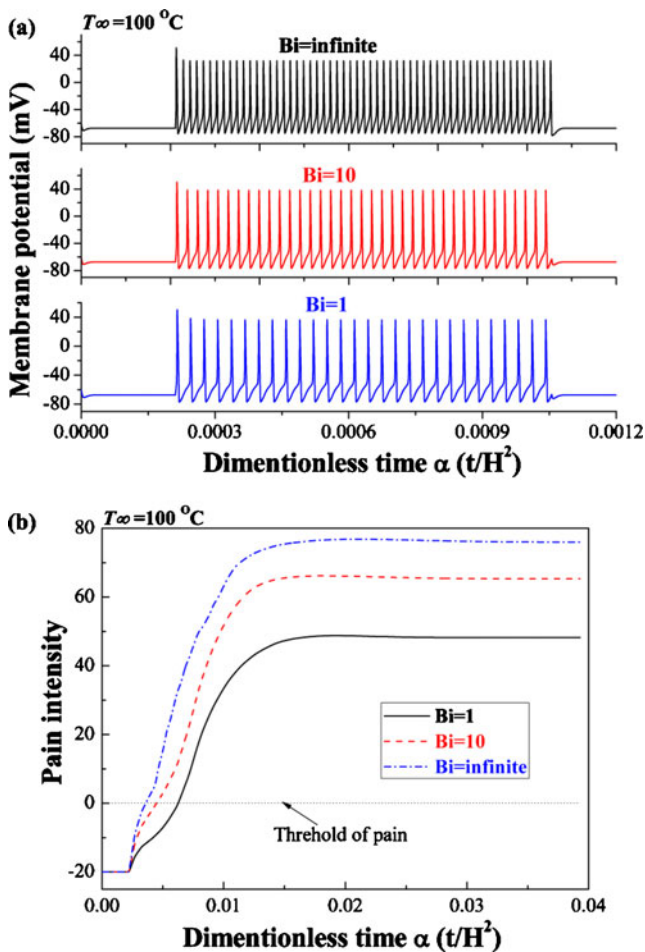 (a)
T∞=100 °C
Bi=infinite
40
0
-40
-80
Bi=10
40
0
-40
-80
Bi=1
40
0
-40
-80
Membrane potential (mV)
0.0000 0.0003 0.0006 0.0009 0.0012
Dimentionless time α (t/H²)
(b)
T∞=100 °C
80
60
40
20
0
-20
Pain intensity
Bi=1
Bi=10
Bi=infinite
Threhold of pain
0.00 0.01 0.02 0.03 0.04
Dimentionless time α (t/H²)